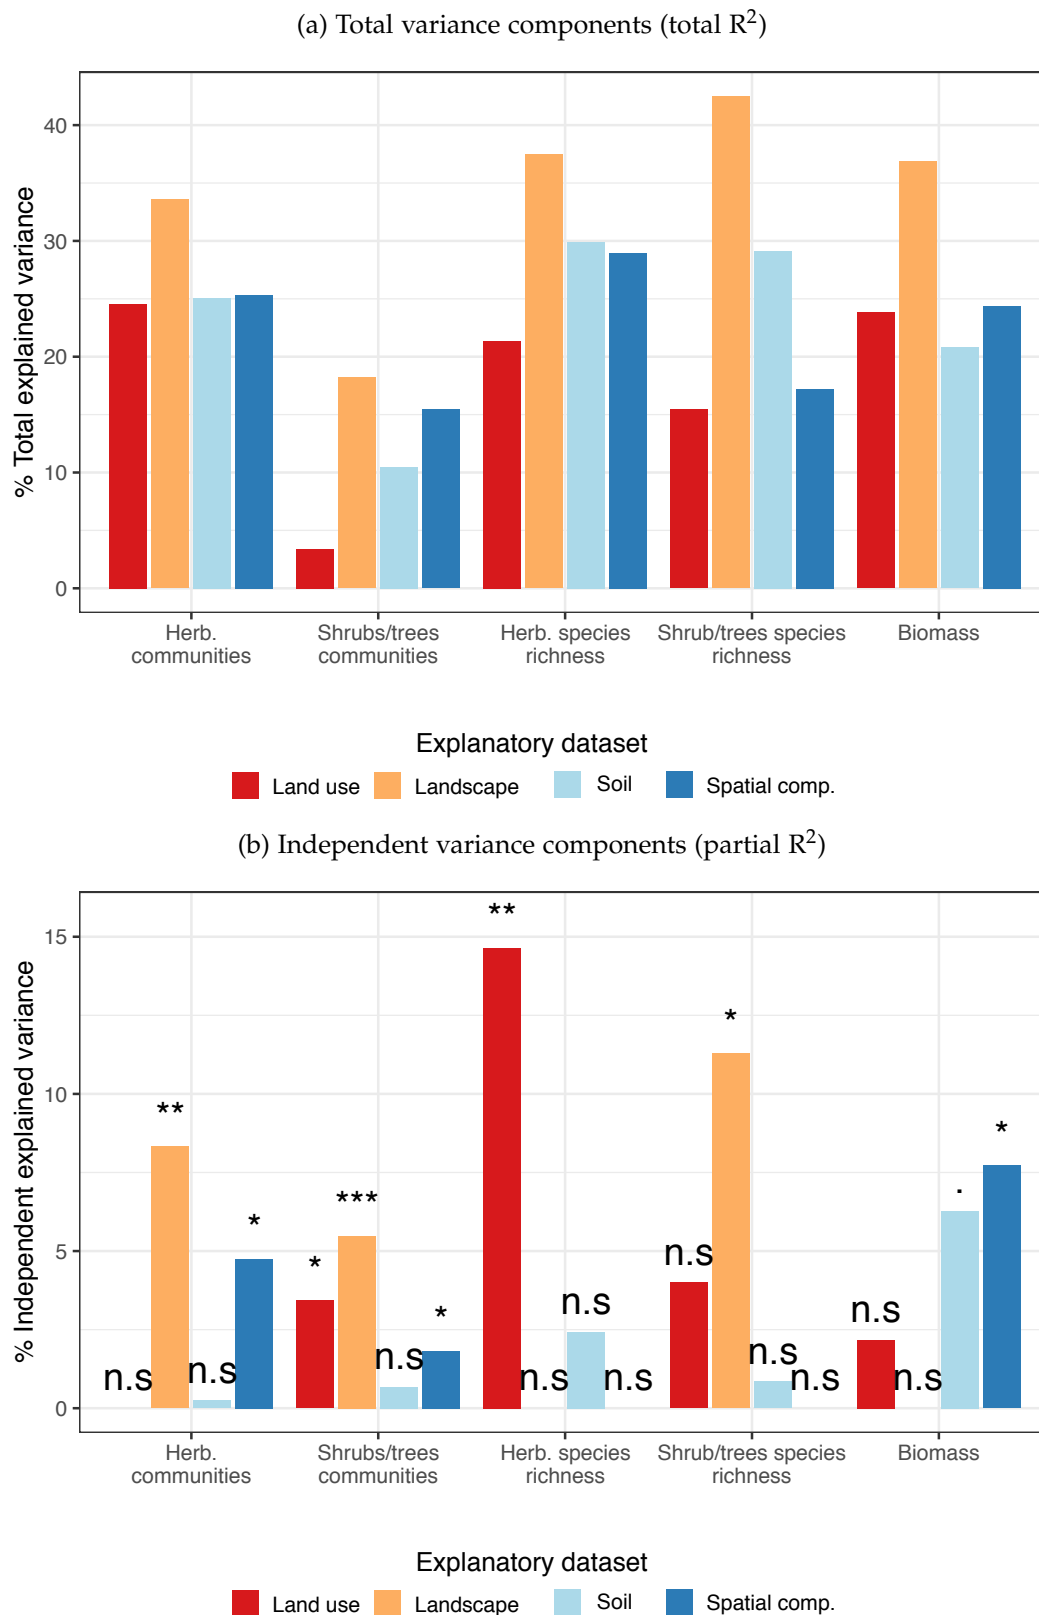 (a) Total variance components (total R²)
% Total explained variance
40
30
20
10
0
Herb. communities
Shrubs/trees communities
Herb. species richness
Shrub/trees species richness
Biomass
Explanatory dataset
Land use Landscape Soil Spatial comp.
(b) Independent variance components (partial R²)
% Independent explained variance
15
10
5
0
n.s ** n.s *
* *** n.s *
** n.s n.s n.s
n.s * n.s n.s
n.s n.s . *
Herb. communities
Shrubs/trees communities
Herb. species richness
Shrub/trees species richness
Biomass
Explanatory dataset
Land use Landscape Soil Spatial comp.